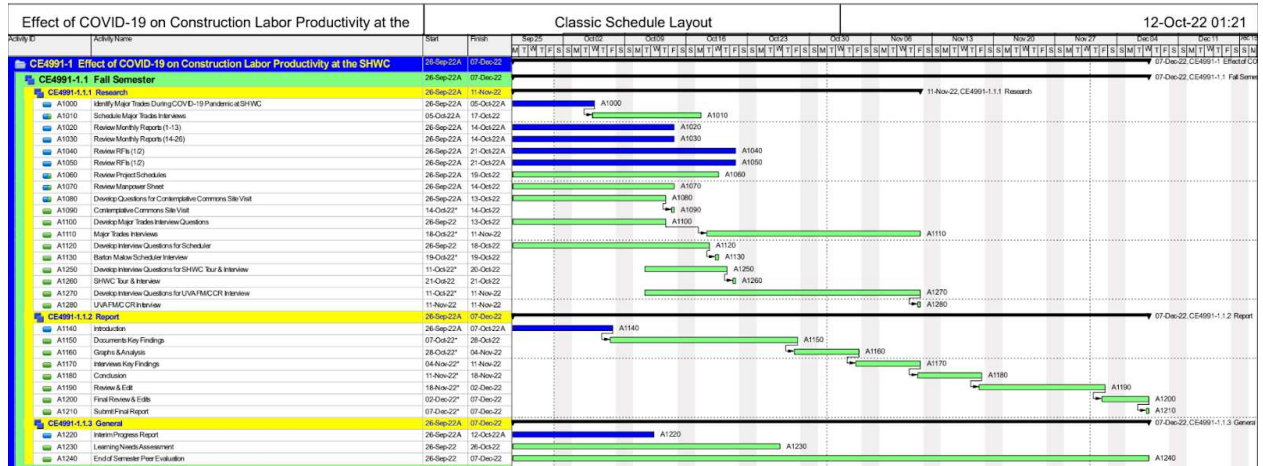 Effect of COVID-19 on Construction Labor Productivity at the Classic Schedule Layout 12-Oct-22 01:21
Activity ID Activity Name Start Finish Sep 25 Oct 02 Oct 09 Oct 16 Oct 23 Oct 30 Nov 06 Nov 13 Nov 20 Nov 27 Dec 04 Dec 11
M T W T F S S M T W T F S S M T W T F S S M T W T F S S M T W T F S S M T W T F S S M T W T F S S M T W T F S S M T W T F S S M T W T F S S M T W T F S S M T W T F S S M
CE4991-1 Effect of COVID-19 on Construction Labor Productivity at the SHWC 26-Sep-22A 07-Dec-22 07-Dec-22, CE4991-1 Effect of CO
CE4991-1.1 Fall Semester 26-Sep-22A 07-Dec-22 07-Dec-22, CE4991-1.1 Fall Seme
CE4991-1.1.1 Research 26-Sep-22A 11-Nov-22 11-Nov-22, CE4991-1.1.1 Research
A1000 Identify Major Trades During COVID-19 Pandemic at SHWC 26-Sep-22A 05-Oct-22A A1000
A1010 Schedule Major Trades Interviews 05-Oct-22A 17-Oct-22 A1010
A1020 Review Monthly Reports (1-13) 26-Sep-22A 14-Oct-22A A1020
A1030 Review Monthly Reports (14-26) 26-Sep-22A 14-Oct-22A A1030
A1040 Review RFIs (1/2) 26-Sep-22A 21-Oct-22A A1040
A1050 Review RFIs (1/2) 26-Sep-22A 21-Oct-22A A1050
A1060 Review Project Schedules 26-Sep-22A 19-Oct-22 A1060
A1070 Review Manpower Sheet 26-Sep-22A 14-Oct-22 A1070
A1080 Develop Questions for Contemplative Commons Site Visit 26-Sep-22A 13-Oct-22 A1080
A1090 Contemplative Commons Site Visit 14-Oct-22* 14-Oct-22 A1090
A1100 Develop Major Trades Interview Questions 26-Sep-22 13-Oct-22 A1100
A1110 Major Trades Interviews 18-Oct-22* 11-Nov-22 A1110
A1120 Develop Interview Questions for Scheduler 26-Sep-22 18-Oct-22 A1120
A1130 Barton Malow Scheduler Interview 19-Oct-22* 19-Oct-22 A1130
A1250 Develop Interview Questions for SHWC Tour & Interview 11-Oct-22* 20-Oct-22 A1250
A1260 SHWC Tour & Interview 21-Oct-22 21-Oct-22 A1260
A1270 Develop Interview Questions for UVA FM/CCR Interview 11-Oct-22* 11-Nov-22 A1270
A1280 UVA FM/CCR Interview 11-Nov-22 11-Nov-22 A1280
CE4991-1.1.2 Report 26-Sep-22A 07-Dec-22 07-Dec-22, CE4991-1.1.2 Report
A1140 Introduction 26-Sep-22A 07-Oct-22A A1140
A1150 Documents Key Findings 07-Oct-22* 28-Oct-22 A1150
A1160 Graphs & Analysis 28-Oct-22* 04-Nov-22 A1160
A1170 Interviews Key Findings 04-Nov-22* 11-Nov-22 A1170
A1180 Conclusion 11-Nov-22* 18-Nov-22 A1180
A1190 Review & Edit 18-Nov-22* 02-Dec-22 A1190
A1200 Final Review & Edits 02-Dec-22* 07-Dec-22 A1200
A1210 Submit Final Report 07-Dec-22* 07-Dec-22 A1210
CE4991-1.1.3 General 26-Sep-22A 07-Dec-22 07-Dec-22, CE4991-1.1.3 General
A1220 Interim Progress Report 26-Sep-22A 12-Oct-22A A1220
A1230 Learning Needs Assessment 26-Sep-22 26-Oct-22 A1230
A1240 End of Semester Peer Evaluation 26-Sep-22 07-Dec-22 A1240